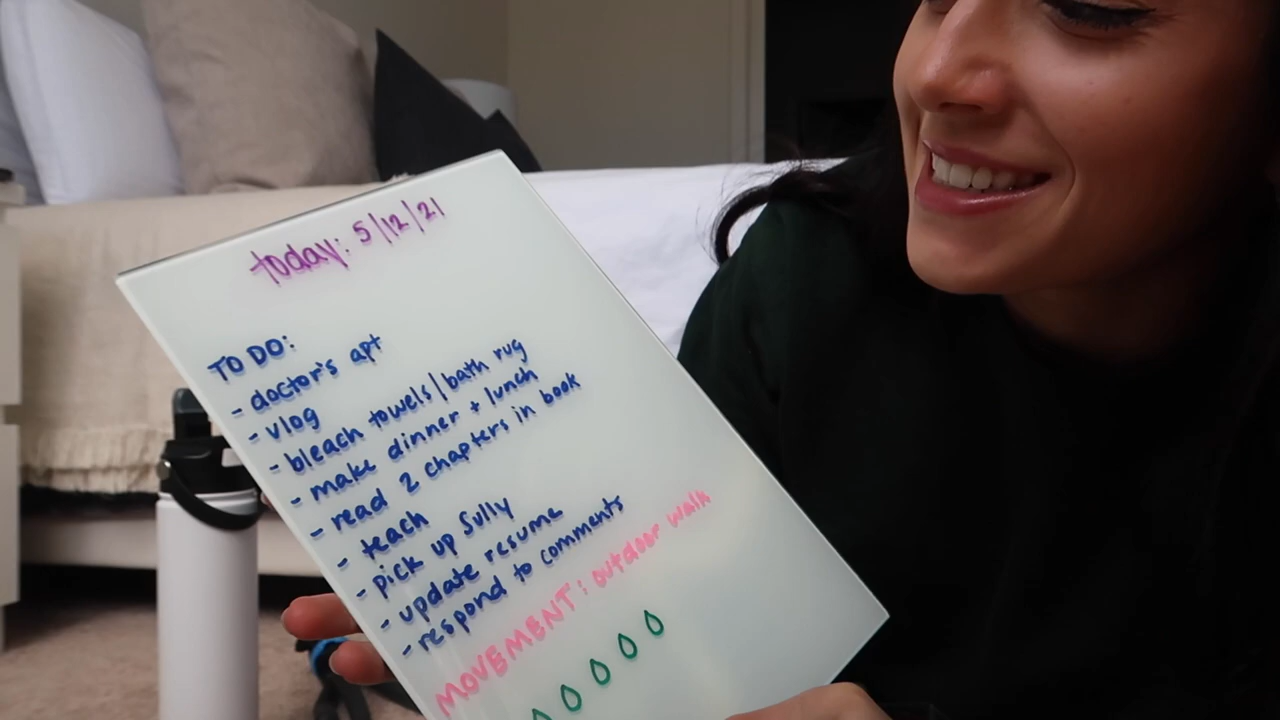 today: 5/12/21
TO DO:
- doctor's apt
- vlog
- bleach towels/bath rug
- make dinner + lunch
- read 2 chapters in book
- teach
- pick up Sully
- update resume
- respond to comments
MOVEMENT: outdoor walk